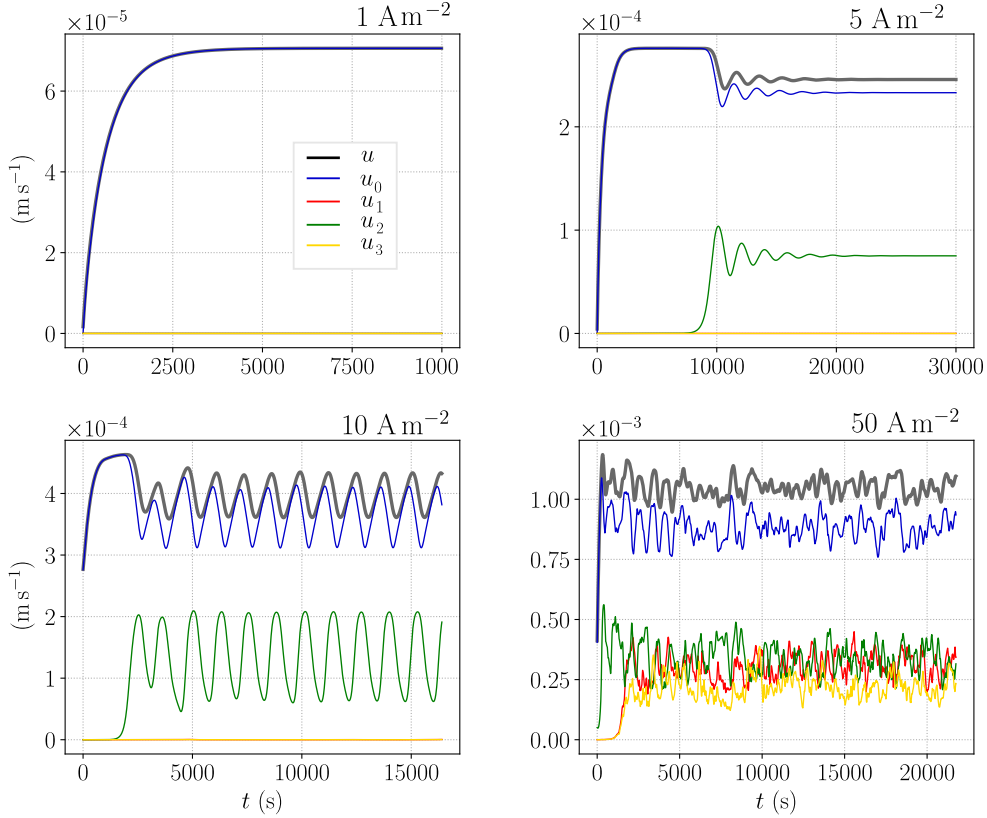 ×10⁻⁵ 1 A m⁻²
(m s⁻¹)
6
4
2
0
0 2500 5000 7500 1000
u
u₀
u₁
u₂
u₃
×10⁻⁴ 5 A m⁻²
2
1
0
0 10000 20000 30000
×10⁻⁴ 10 A m⁻²
(m s⁻¹)
4
3
2
1
0
0 5000 10000 15000
t (s)
×10⁻³ 50 A m⁻²
1.00
0.75
0.50
0.25
0.00
0 5000 10000 15000 20000
t (s)